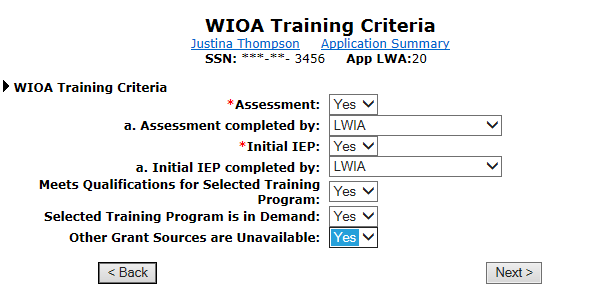 WIOA Training Criteria
Justina Thompson Application Summary
SSN: ***-**- 3456 App LWA:20
WIOA Training Criteria
*Assessment: Yes
a. Assessment completed by: LWIA
*Initial IEP: Yes
a. Initial IEP completed by: LWIA
Meets Qualifications for Selected Training
Program: Yes
Selected Training Program is in Demand: Yes
Other Grant Sources are Unavailable: Yes
< Back Next >